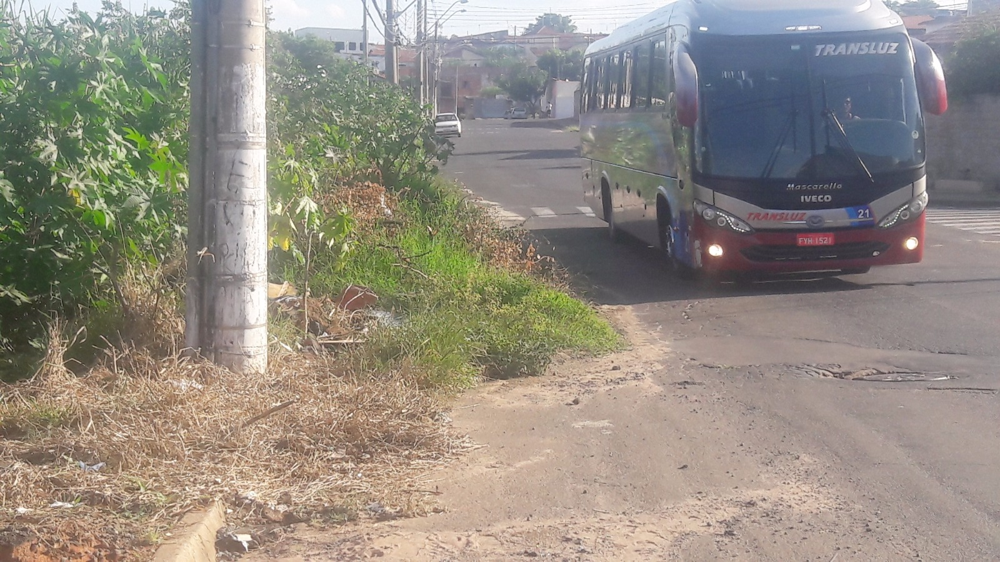 TRANSLUZ
Mascarello
IVECO
TRANSLUZ 21
FYH 1521